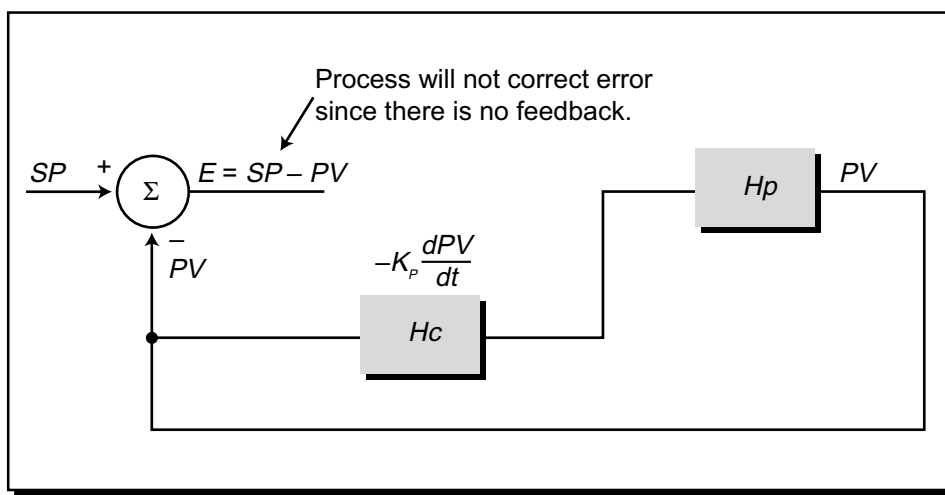 Process will not correct error
since there is no feedback.
SP
+
Σ
E = SP – PV
–
PV
Hp
PV
–K_P dPV/dt
Hc